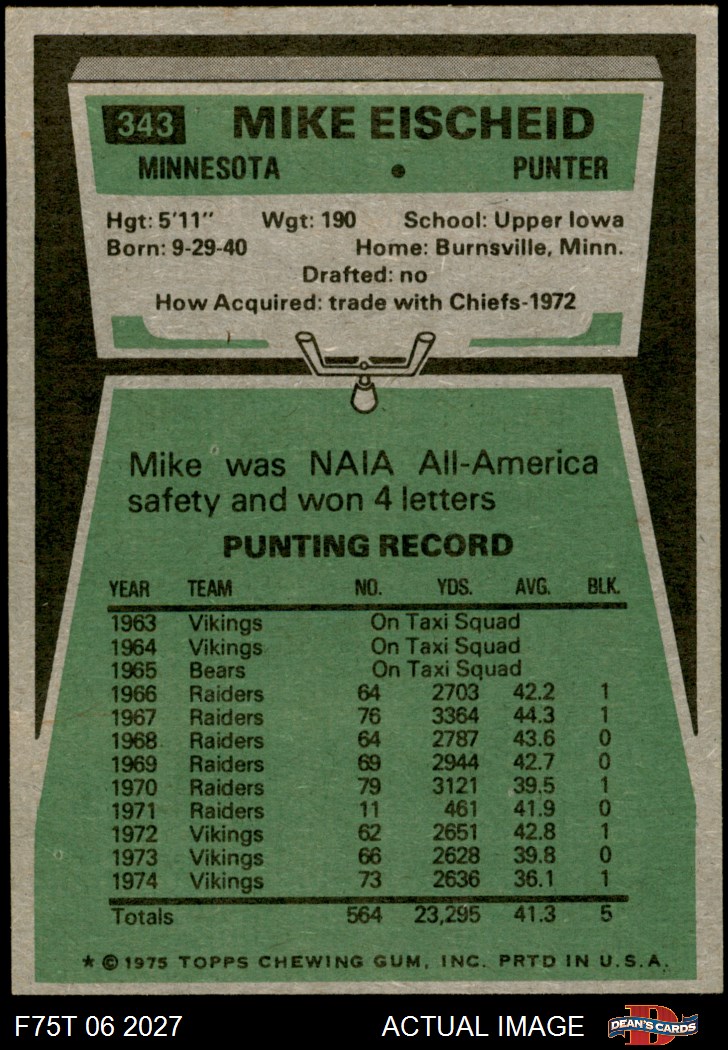 343 MIKE EISCHEID
MINNESOTA • PUNTER
Hgt: 5'11" Wgt: 190 School: Upper Iowa
Born: 9-29-40 Home: Burnsville, Minn.
Drafted: no
How Acquired: trade with Chiefs-1972
Mike was NAIA All-America
safety and won 4 letters
PUNTING RECORD
YEAR TEAM NO. YDS. AVG. BLK.
1963 Vikings On Taxi Squad
1964 Vikings On Taxi Squad
1965 Bears On Taxi Squad
1966 Raiders 64 2703 42.2 1
1967 Raiders 76 3364 44.3 1
1968 Raiders 64 2787 43.6 0
1969 Raiders 69 2944 42.7 0
1970 Raiders 79 3121 39.5 1
1971 Raiders 11 461 41.9 0
1972 Vikings 62 2651 42.8 1
1973 Vikings 66 2628 39.8 0
1974 Vikings 73 2636 36.1 1
Totals 564 23,295 41.3 5
* © 1975 TOPPS CHEWING GUM, INC. PRTD IN U.S.A.
F75T 06 2027 ACTUAL IMAGE D DEAN'S CARDS